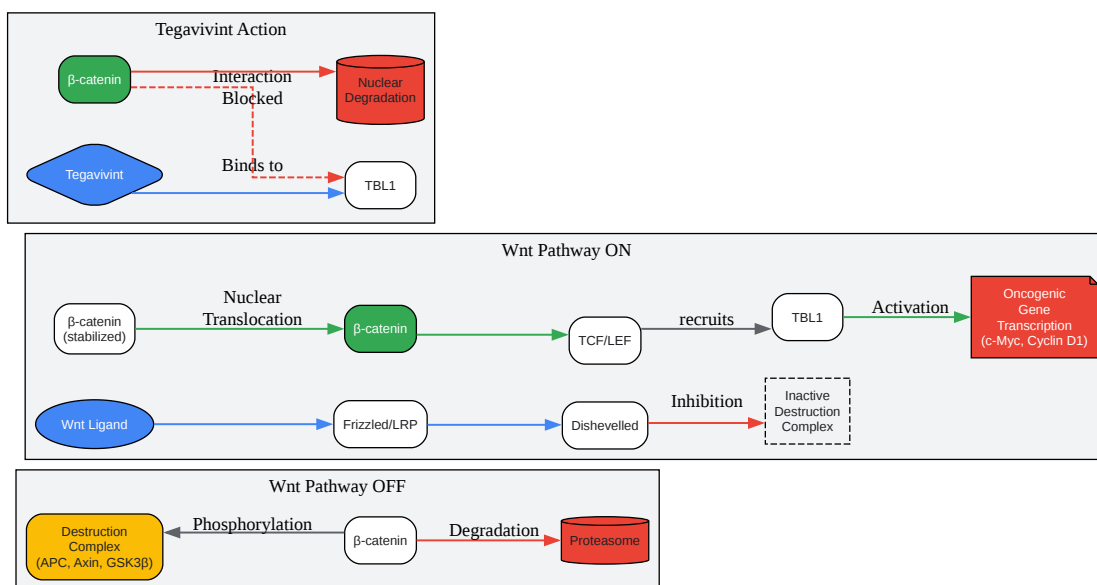 Tegavivint Action
β-catenin
Interaction
Blocked
Nuclear
Degradation
Tegavivint
Binds to
TBL1
Wnt Pathway ON
β-catenin
(stabilized)
Nuclear
Translocation
β-catenin
TCF/LEF
recruits
TBL1
Activation
Oncogenic
Gene
Transcription
(c-Myc, Cyclin D1)
Wnt Ligand
Frizzled/LRP
Dishevelled
Inhibition
Inactive
Destruction
Complex
Wnt Pathway OFF
Destruction
Complex
(APC, Axin, GSK3β)
Phosphorylation
β-catenin
Degradation
Proteasome